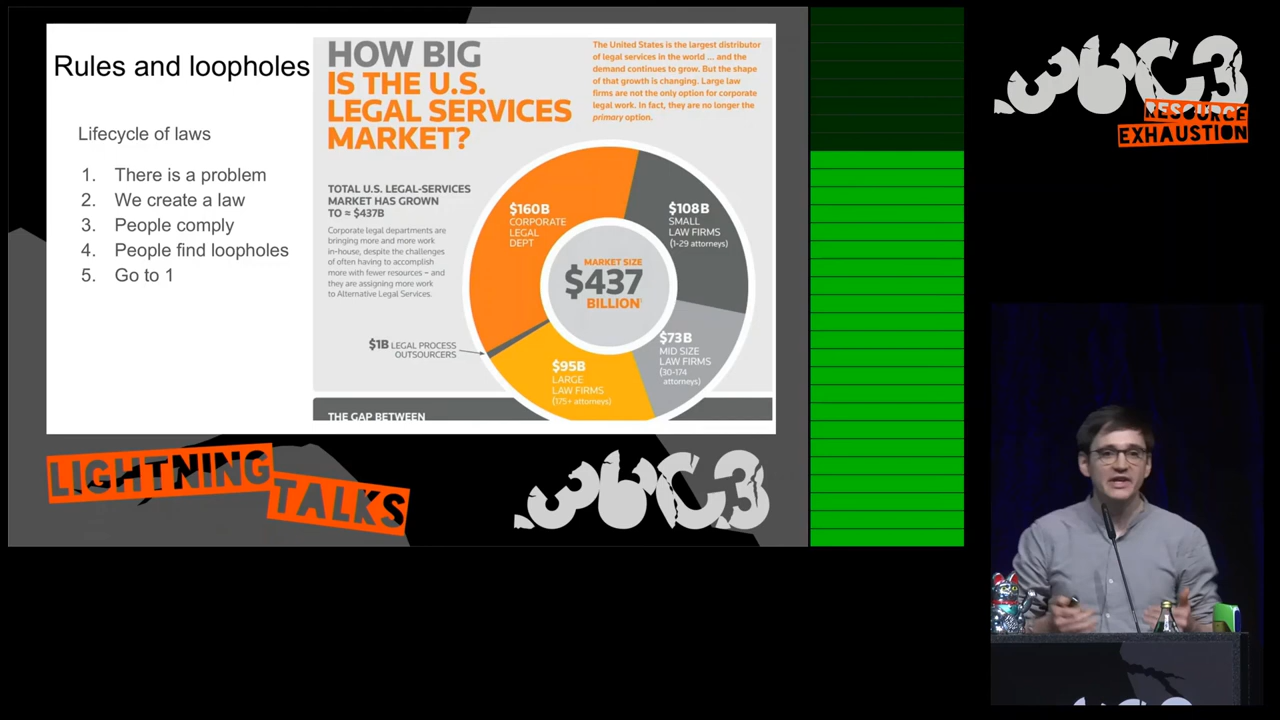 Rules and loopholes
Lifecycle of laws
1. There is a problem
2. We create a law
3. People comply
4. People find loopholes
5. Go to 1
HOW BIG
IS THE U.S.
LEGAL SERVICES
MARKET?
The United States is the largest distributor
of legal services in the world ... and the
demand continues to grow. But the shape
of that growth is changing. Large law
firms are not the only option for corporate
legal work. In fact, they are no longer the
primary option.
TOTAL U.S. LEGAL-SERVICES
MARKET HAS GROWN
TO ≈ $437B
Corporate legal departments are
bringing more and more work
in-house, despite the challenges
of often having to accomplish
more with fewer resources – and
they are assigning more work
to Alternative Legal Services.
$160B
CORPORATE
LEGAL
DEPT
$108B
SMALL
LAW FIRMS
(1-29 attorneys)
MARKET SIZE
$437
BILLION
$73B
MID SIZE
LAW FIRMS
(30-174
attorneys)
$1B LEGAL PROCESS
OUTSOURCERS
$95B
LARGE
LAW FIRMS
(175+ attorneys)
THE GAP BETWEEN
LIGHTNING
TALKS
36C3
36C3
RESOURCE
EXHAUSTION